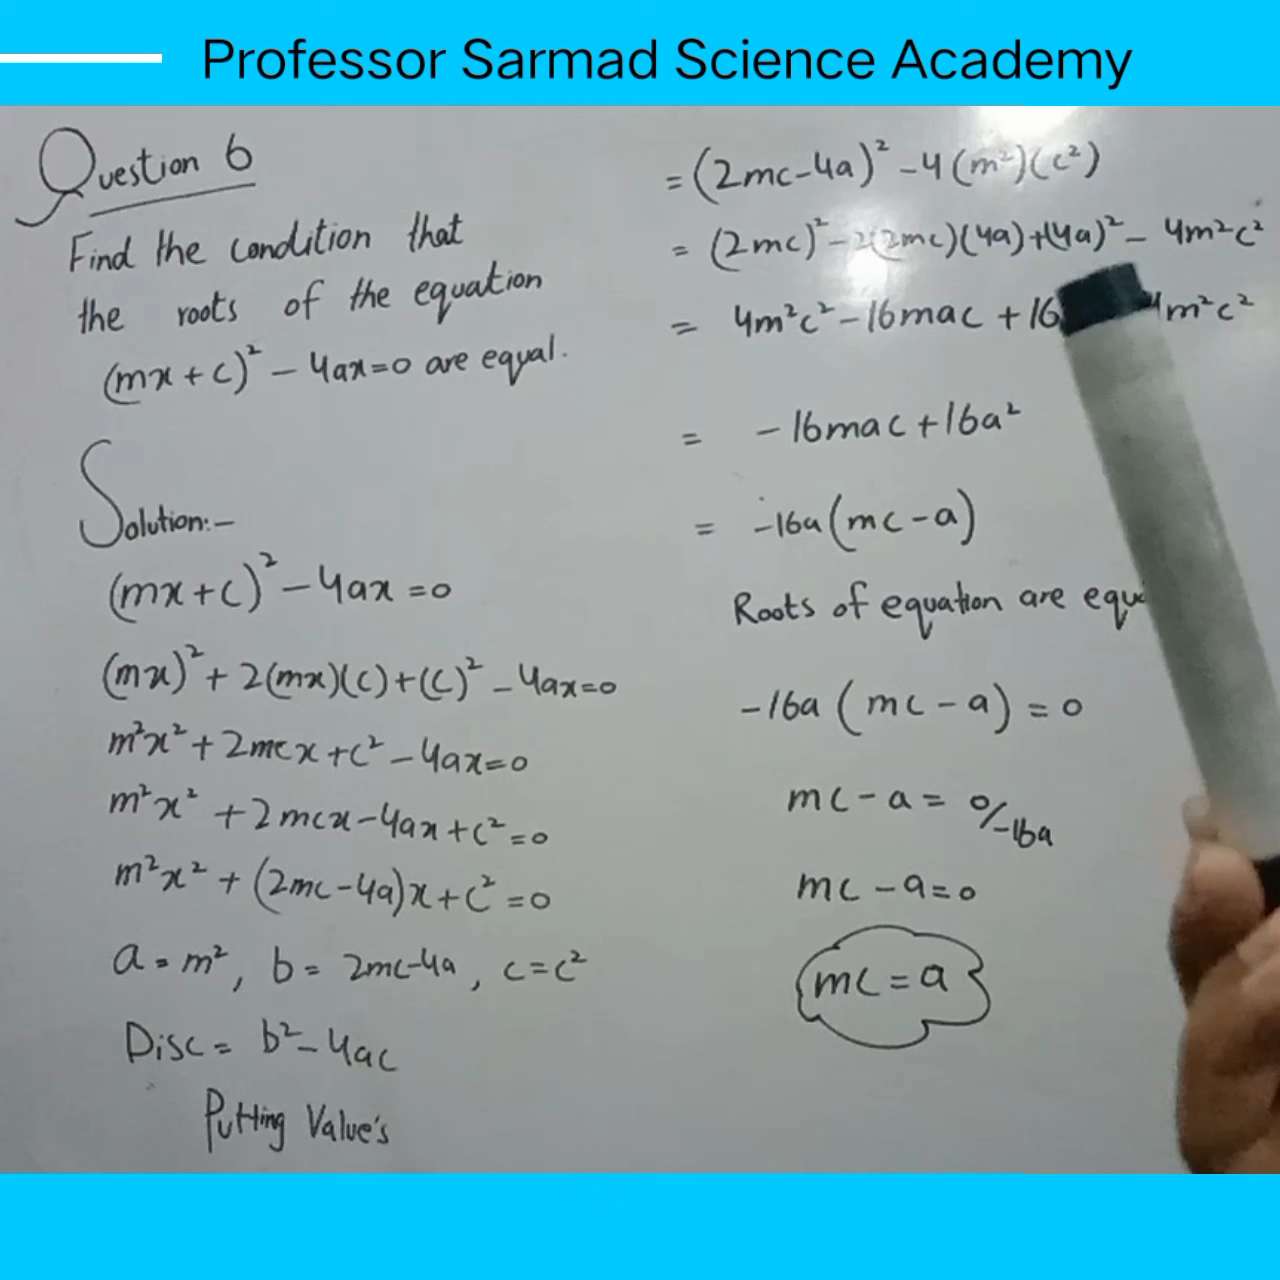 Professor Sarmad Science Academy
Question 6
Find the condition that
the roots of the equation
(mx+c)² - 4ax=0 are equal.
Solution:-
(mx+c)² - 4ax = 0
(mx)² + 2(mx)(c)+(c)² - 4ax=0
m²x² + 2mcx + c² - 4ax=0
m²x² + 2mcx - 4ax + c² = 0
m²x² + (2mc-4a)x + c² = 0
a = m², b = 2mc-4a, c = c²
Disc = b² - 4ac
Putting Value's
= (2mc-4a)² - 4(m²)(c²)
= (2mc)² - 2(2mc)(4a)+(4a)² - 4m²c²
= 4m²c² - 16mac + 16 4m²c²
= - 16mac + 16a²
= -16a(mc-a)
Roots of equation are
-16a (mc-a) = 0
mc - a = 0/-16a
mc - a = 0
mc = a